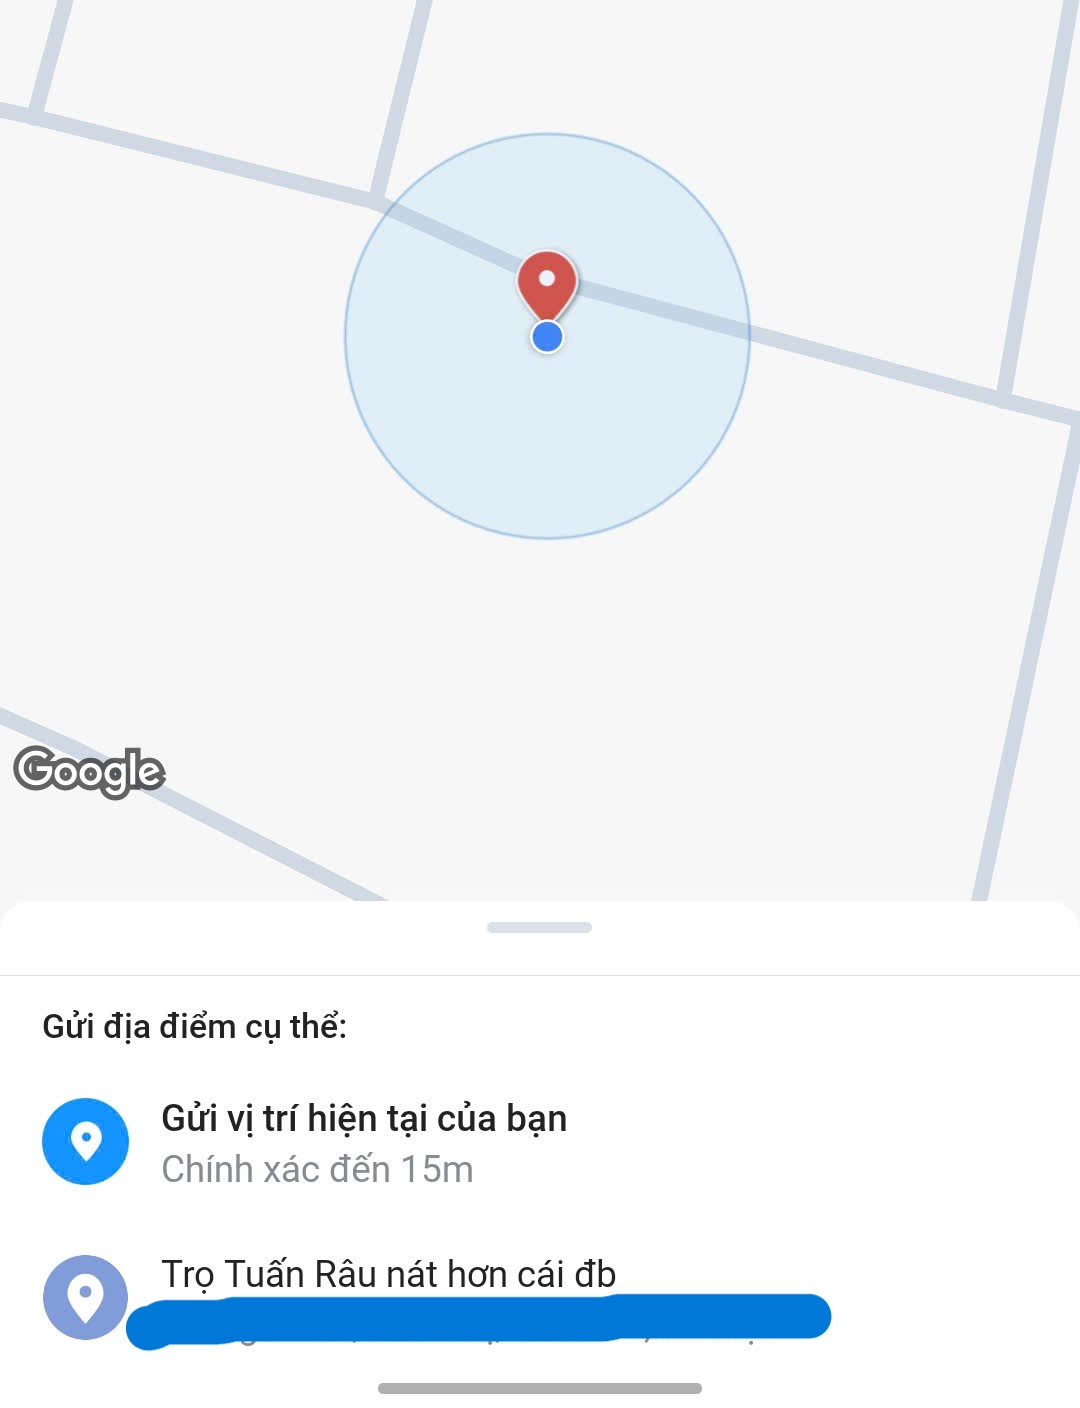 Google
Gửi địa điểm cụ thể:
Gửi vị trí hiện tại của bạn
Chính xác đến 15m
Trọ Tuấn Râu nát hơn cái đb